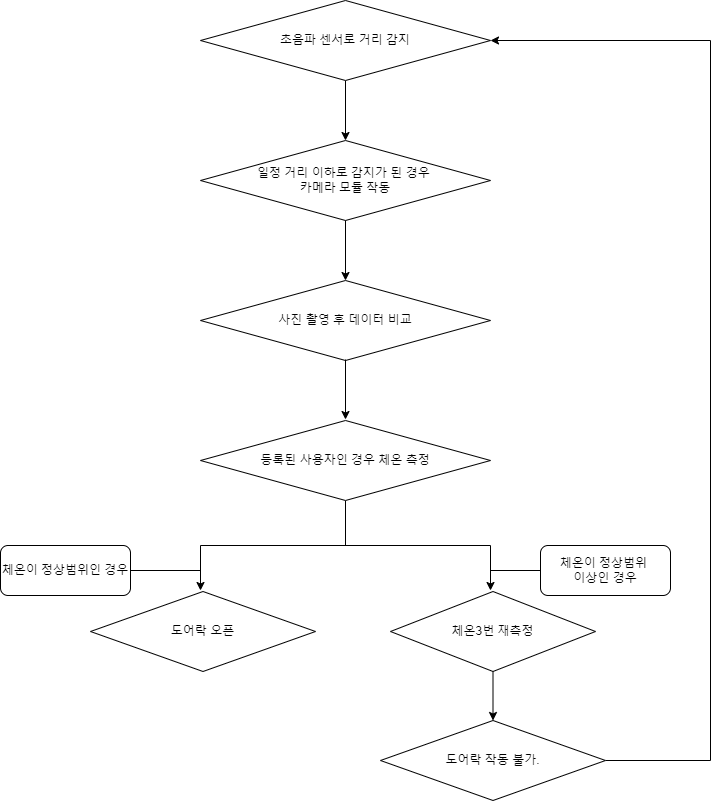 초음파 센서로 거리 감지
일정 거리 이하로 감지가 된 경우
카메라 모듈 작동
사진 촬영 후 데이터 비교
등록된 사용자인 경우 체온 측정
체온이 정상범위인 경우
체온이 정상범위
이상인 경우
도어락 오픈
체온3번 재측정
도어락 작동 불가.